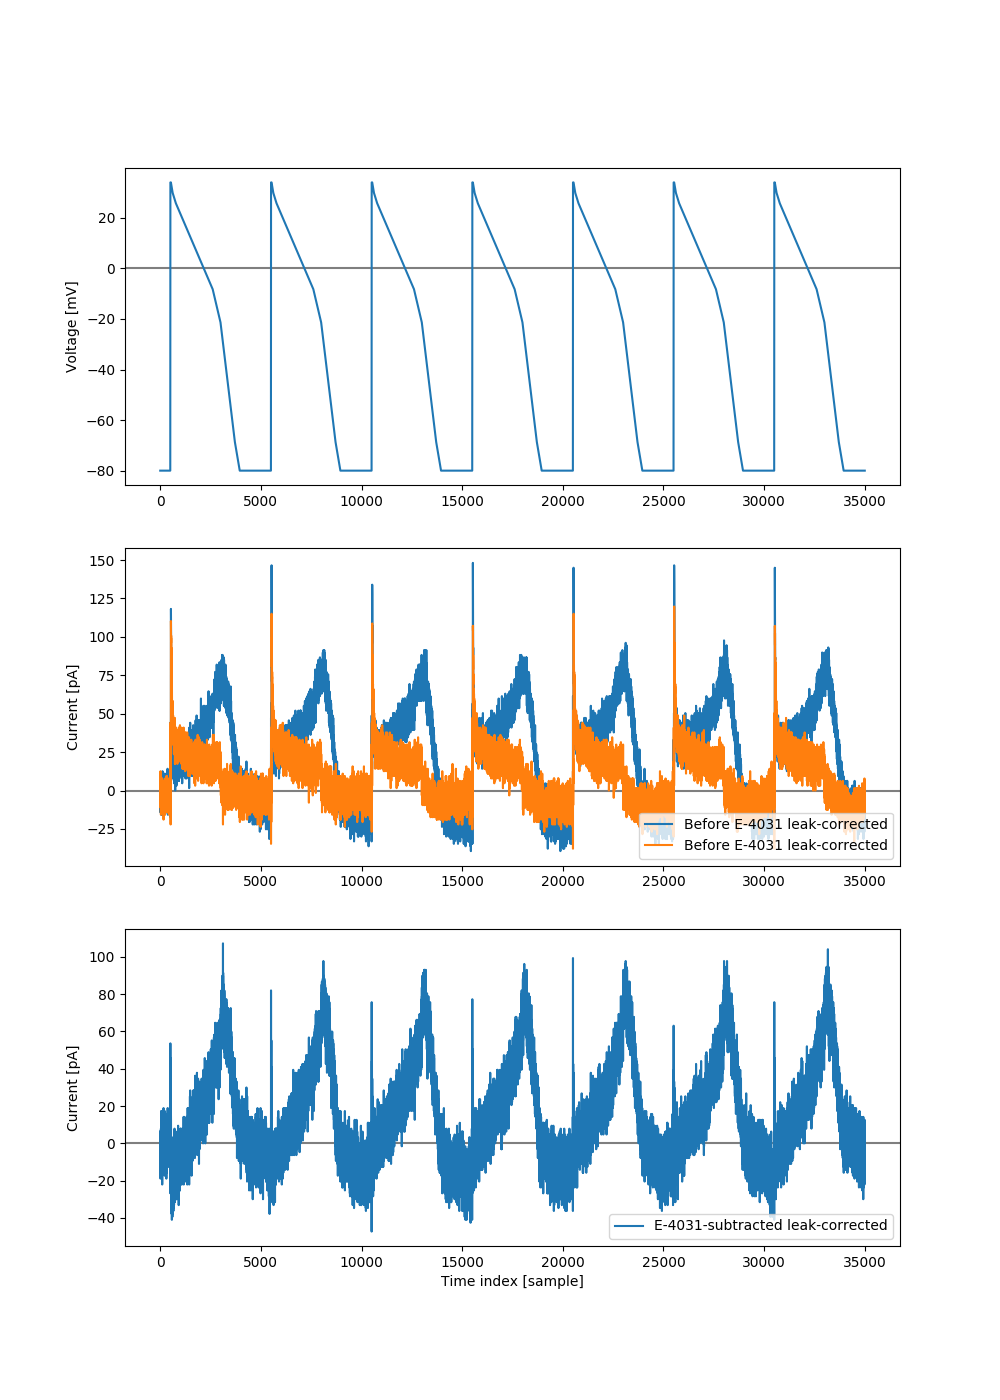 20
0
−20
−40
−60
−80
Voltage [mV]
0 5000 10000 15000 20000 25000 30000 35000
150
125
100
75
50
25
0
−25
Current [pA]
Before E-4031 leak-corrected
Before E-4031 leak-corrected
0 5000 10000 15000 20000 25000 30000 35000
100
80
60
40
20
0
−20
−40
Current [pA]
E-4031-subtracted leak-corrected
0 5000 10000 15000 20000 25000 30000 35000
Time index [sample]